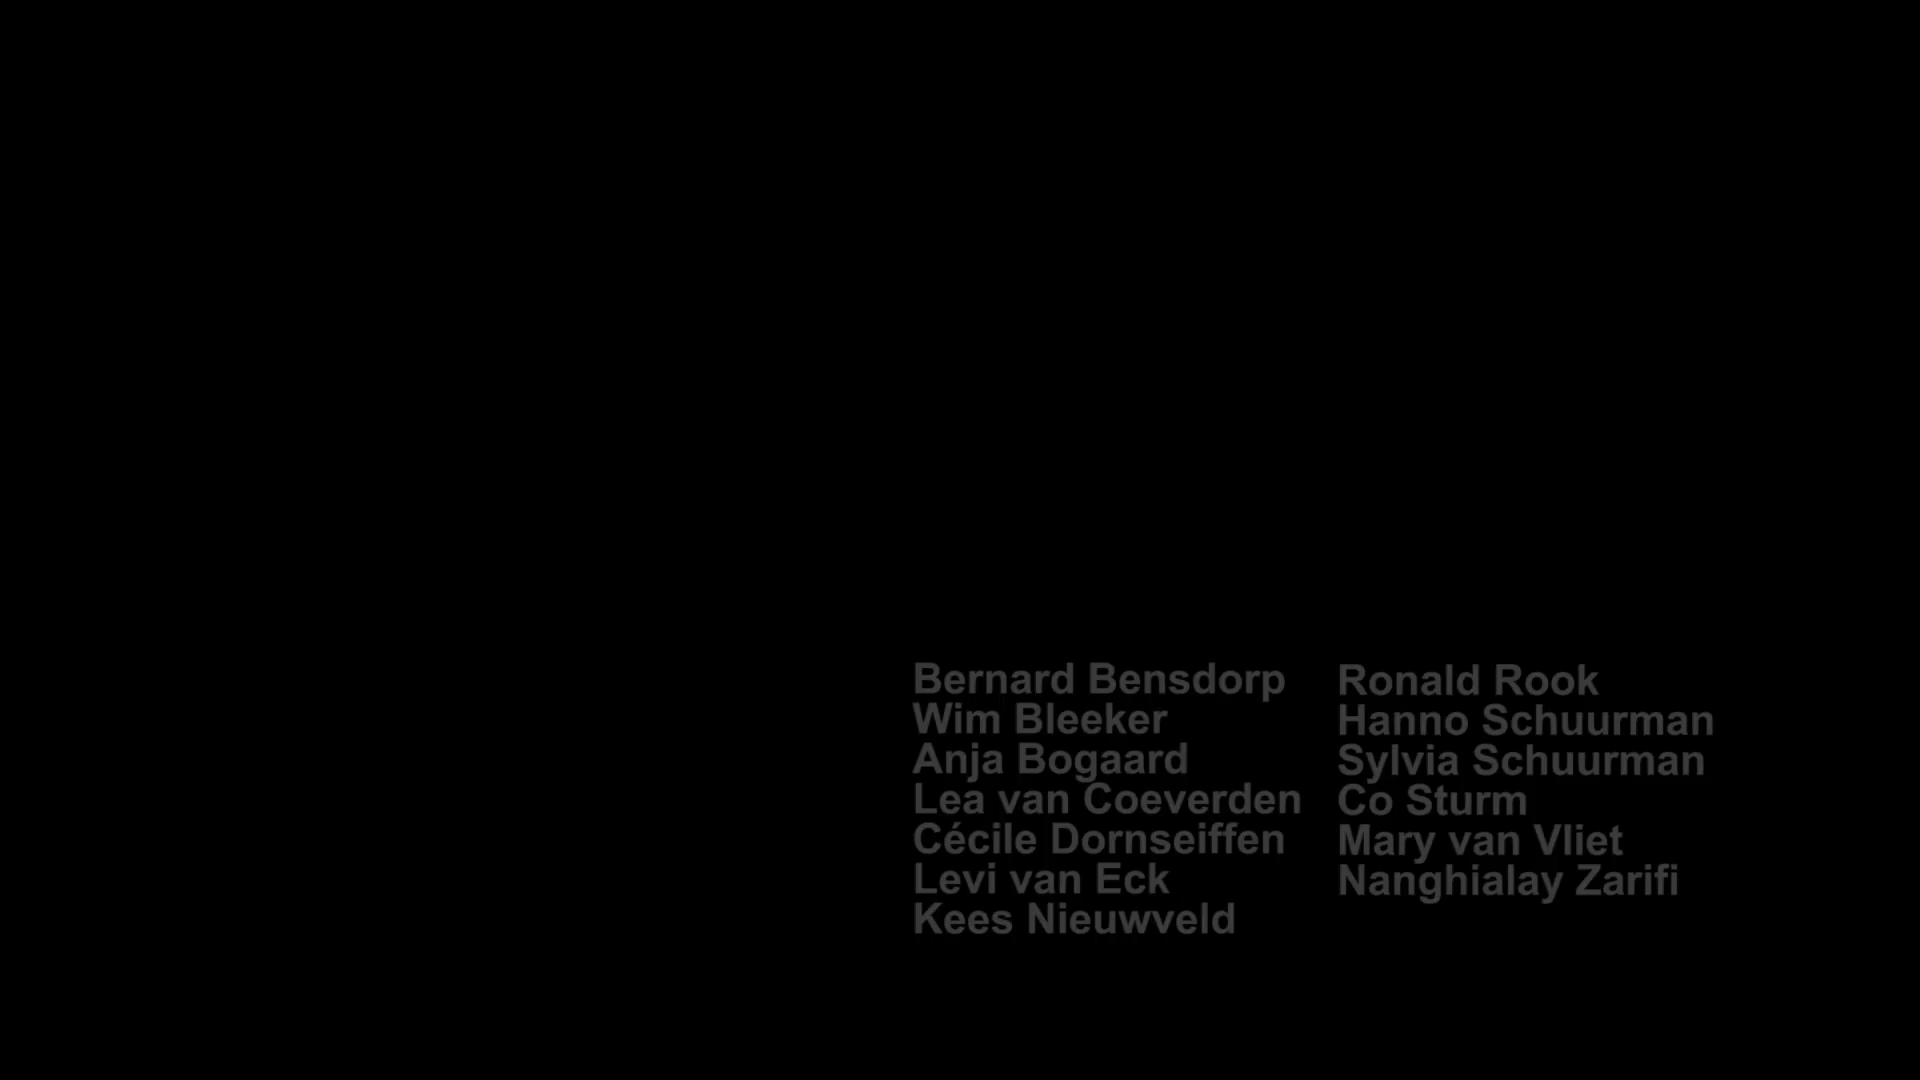 Bernard Bensdorp
Wim Bleeker
Anja Bogaard
Lea van Coeverden
Cécile Dornseiffen
Levi van Eck
Kees Nieuwveld
Ronald Rook
Hanno Schuurman
Sylvia Schuurman
Co Sturm
Mary van Vliet
Nanghialay Zarifi